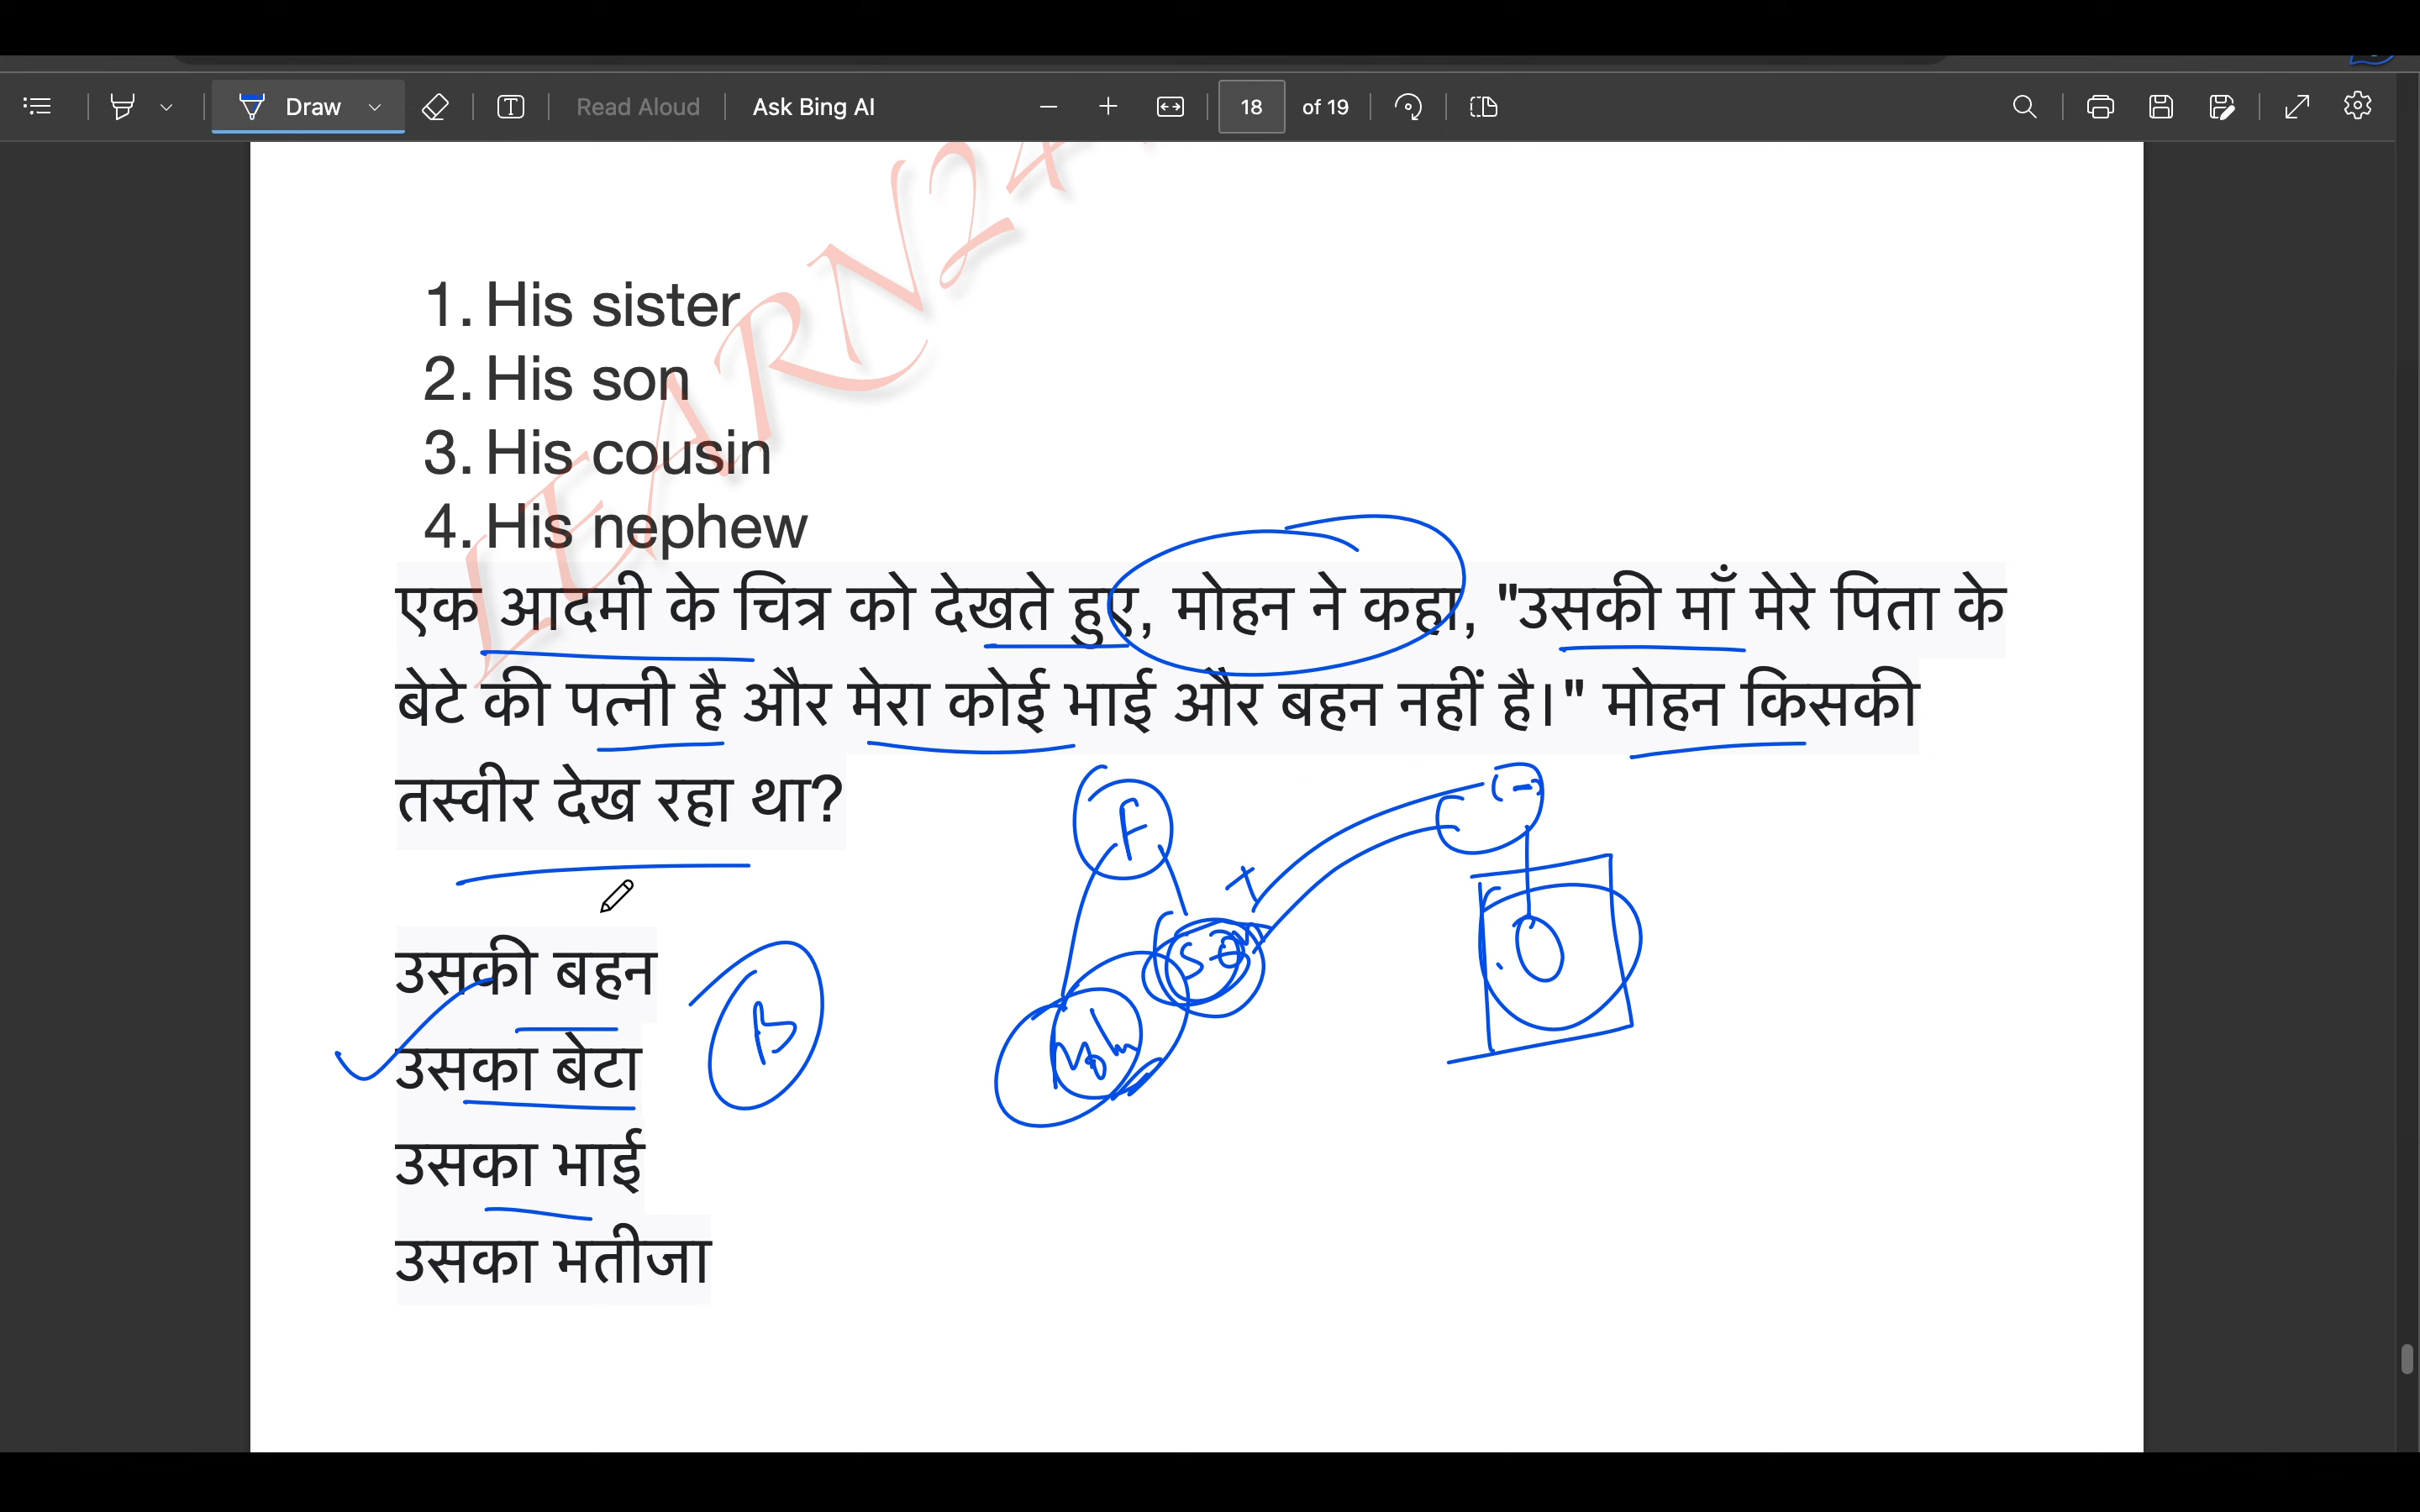 Draw
Read Aloud
Ask Bing AI
18
of 19
LEARN24
1. His sister
2. His son
3. His cousin
4. His nephew
एक आदमी के चित्र को देखते हुए, मोहन ने कहा, "उसकी माँ मेरे पिता के
बेटे की पत्नी है और मेरा कोई भाई और बहन नहीं है।" मोहन किसकी
तस्वीर देख रहा था?
F
उसकी बहन
उसका बेटा
B
उसका भाई
उसका भतीजा